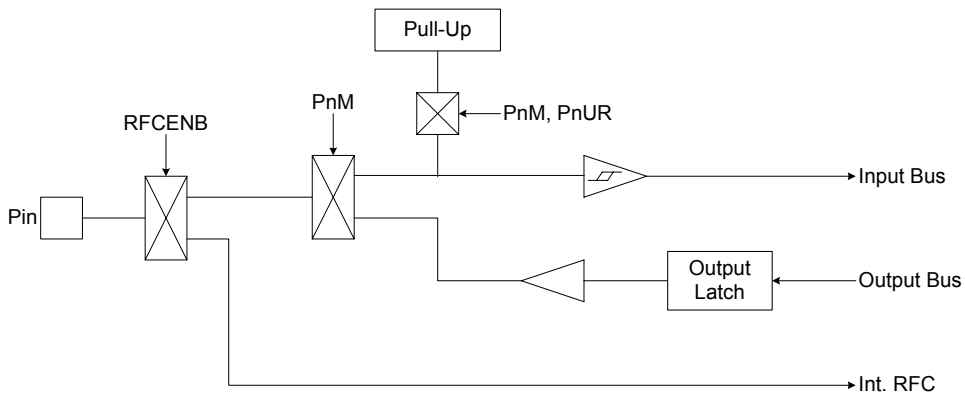 Pull-Up
PnM
PnM, PnUR
RFCENB
Input Bus
Pin
Output
Latch
Output Bus
Int. RFC